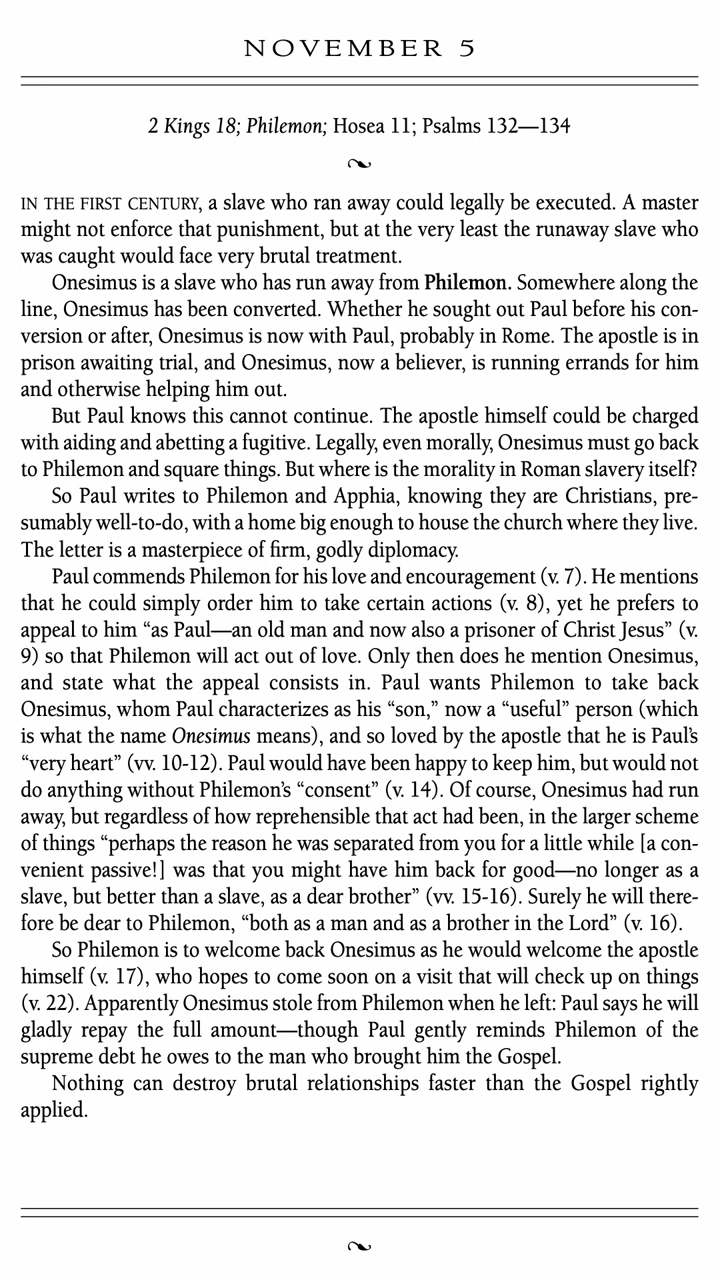 NOVEMBER 5
2 Kings 18; Philemon; Hosea 11; Psalms 132—134
IN THE FIRST CENTURY, a slave who ran away could legally be executed. A master
might not enforce that punishment, but at the very least the runaway slave who
was caught would face very brutal treatment.
Onesimus is a slave who has run away from Philemon. Somewhere along the
line, Onesimus has been converted. Whether he sought out Paul before his con-
version or after, Onesimus is now with Paul, probably in Rome. The apostle is in
prison awaiting trial, and Onesimus, now a believer, is running errands for him
and otherwise helping him out.
But Paul knows this cannot continue. The apostle himself could be charged
with aiding and abetting a fugitive. Legally, even morally, Onesimus must go back
to Philemon and square things. But where is the morality in Roman slavery itself?
So Paul writes to Philemon and Apphia, knowing they are Christians, pre-
sumably well-to-do, with a home big enough to house the church where they live.
The letter is a masterpiece of firm, godly diplomacy.
Paul commends Philemon for his love and encouragement (v. 7). He mentions
that he could simply order him to take certain actions (v. 8), yet he prefers to
appeal to him “as Paul—an old man and now also a prisoner of Christ Jesus” (v.
9) so that Philemon will act out of love. Only then does he mention Onesimus,
and state what the appeal consists in. Paul wants Philemon to take back
Onesimus, whom Paul characterizes as his “son,” now a “useful” person (which
is what the name Onesimus means), and so loved by the apostle that he is Paul’s
“very heart” (vv. 10-12). Paul would have been happy to keep him, but would not
do anything without Philemon’s “consent” (v. 14). Of course, Onesimus had run
away, but regardless of how reprehensible that act had been, in the larger scheme
of things “perhaps the reason he was separated from you for a little while [a con-
venient passive!] was that you might have him back for good—no longer as a
slave, but better than a slave, as a dear brother” (vv. 15-16). Surely he will there-
fore be dear to Philemon, “both as a man and as a brother in the Lord” (v. 16).
So Philemon is to welcome back Onesimus as he would welcome the apostle
himself (v. 17), who hopes to come soon on a visit that will check up on things
(v. 22). Apparently Onesimus stole from Philemon when he left: Paul says he will
gladly repay the full amount—though Paul gently reminds Philemon of the
supreme debt he owes to the man who brought him the Gospel.
Nothing can destroy brutal relationships faster than the Gospel rightly
applied.